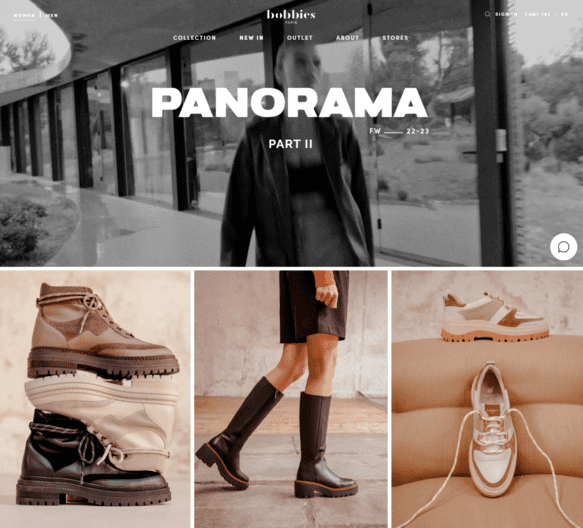 WOMEN | MEN
bobbies
PARIS
SIGN IN CART (0)
COLLECTION NEW IN OUTLET ABOUT STORES
PANORAMA
FW 22-23
PART II